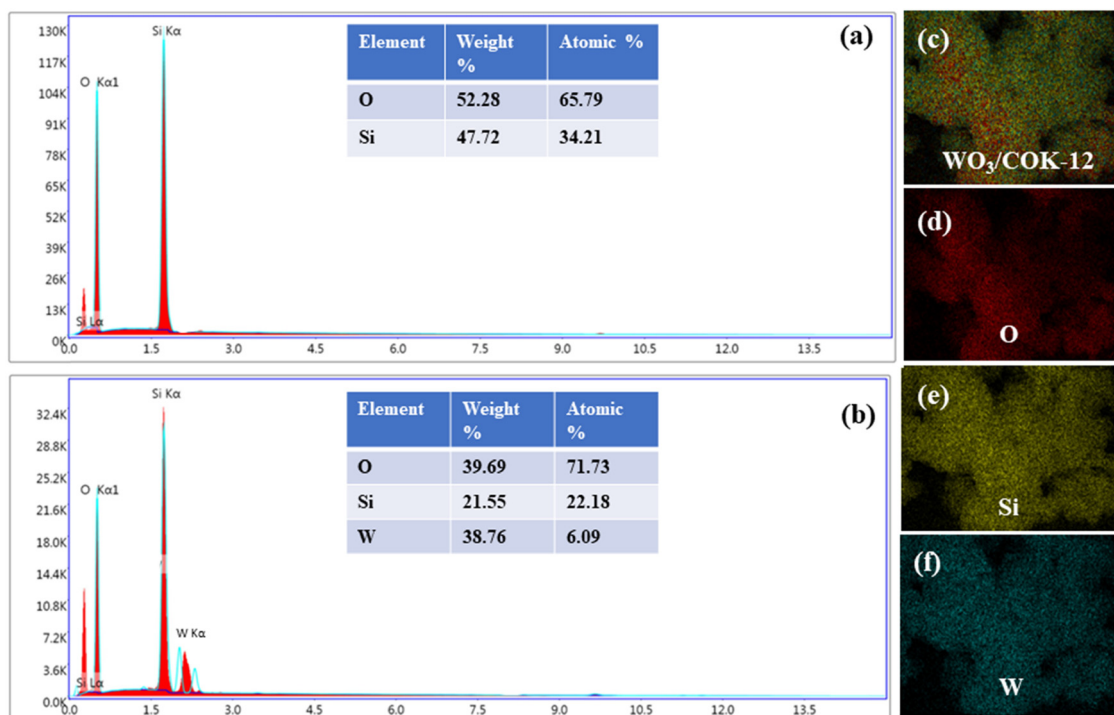 (a)
130K
117K
104K
91K
78K
65K
52K
39K
26K
13K
0K
Si Kα
O Kα1
Si Lα
0.0 1.5 3.0 4.5 6.0 7.5 9.0 10.5 12.0 13.5
Element Weight % Atomic %
O 52.28 65.79
Si 47.72 34.21
(b)
32.4K
28.8K
25.2K
21.6K
18.0K
14.4K
10.8K
7.2K
3.6K
0.0K
Si Kα
O Kα1
W Kα
Si Lα
0.0 1.5 3.0 4.5 6.0 7.5 9.0 10.5 12.0 13.5
Element Weight % Atomic %
O 39.69 71.73
Si 21.55 22.18
W 38.76 6.09
(c)
WO₃/COK-12
(d)
O
(e)
Si
(f)
W